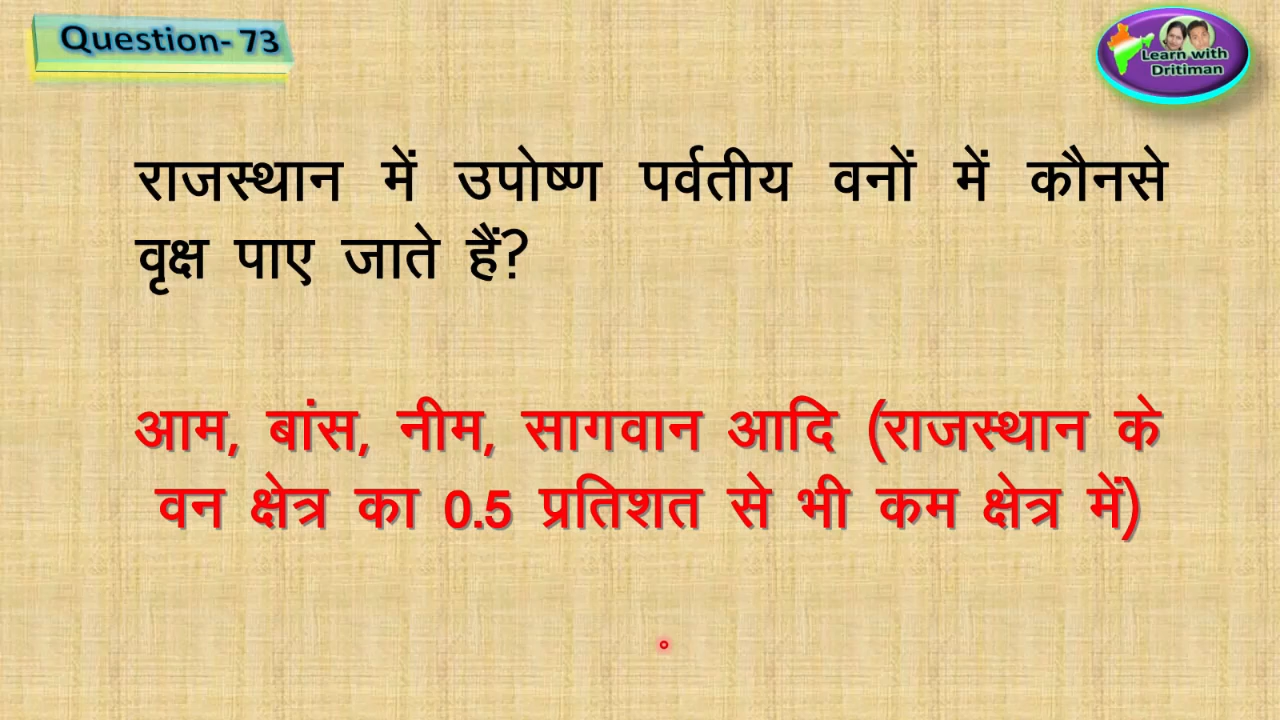 Question- 73
Learn with
Dritiman
राजस्थान में उपोष्ण पर्वतीय वनों में कौनसे
वृक्ष पाए जाते हैं?
आम, बांस, नीम, सागवान आदि (राजस्थान के
वन क्षेत्र का 0.5 प्रतिशत से भी कम क्षेत्र में)